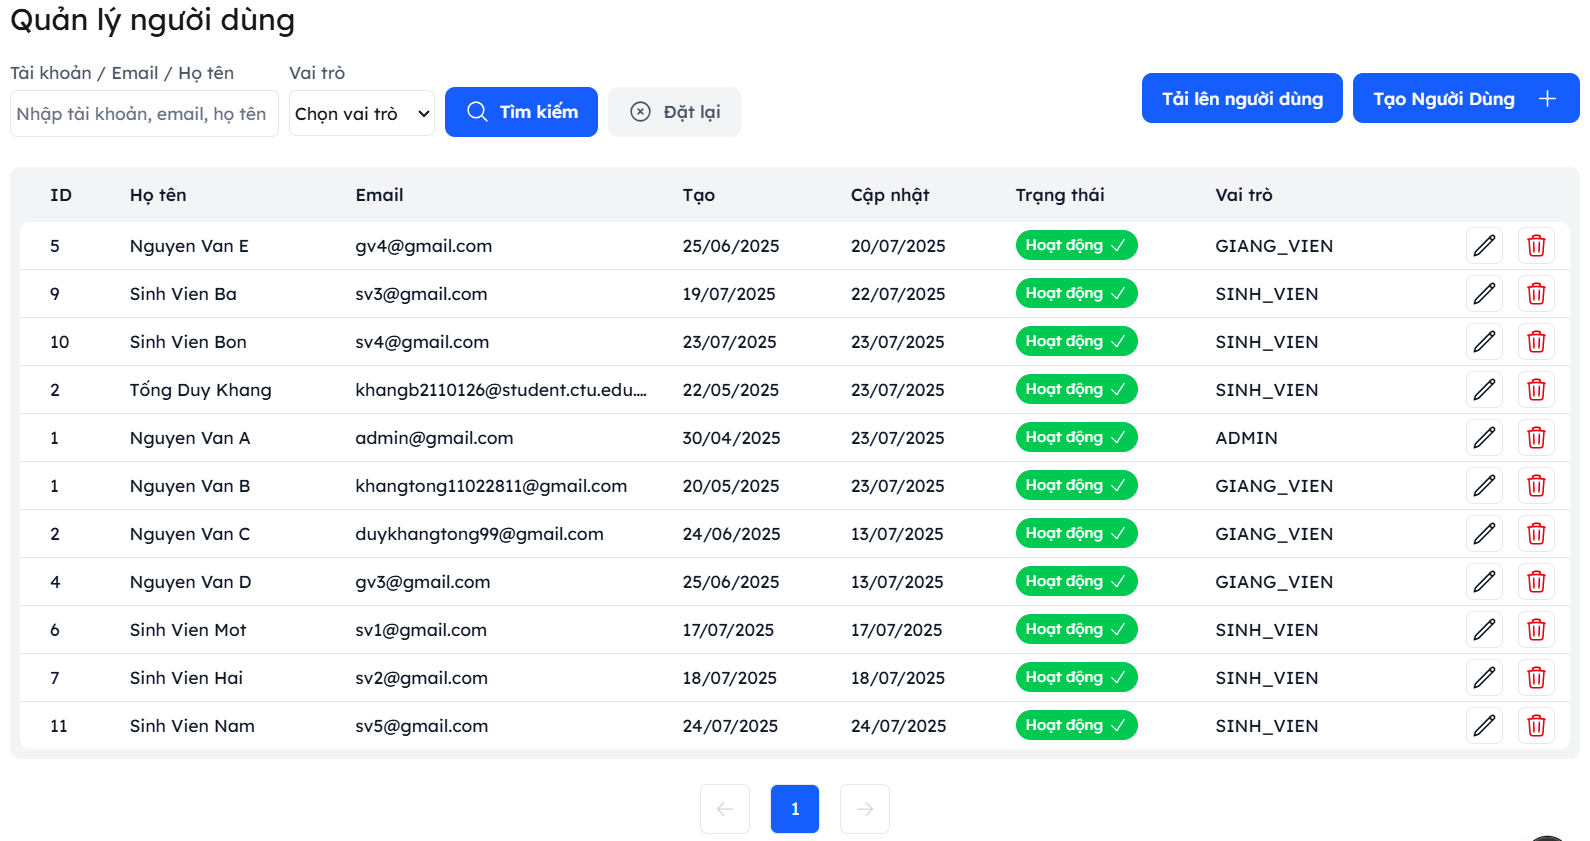 Quản lý người dùng
Tài khoản / Email / Họ tên Vai trò
Nhập tài khoản, email, họ tên Chọn vai trò Tìm kiếm Đặt lại Tải lên người dùng Tạo Người Dùng
ID Họ tên Email Tạo Cập nhật Trạng thái Vai trò
5 Nguyen Van E gv4@gmail.com 25/06/2025 20/07/2025 Hoạt động GIANG_VIEN
9 Sinh Vien Ba sv3@gmail.com 19/07/2025 22/07/2025 Hoạt động SINH_VIEN
10 Sinh Vien Bon sv4@gmail.com 23/07/2025 23/07/2025 Hoạt động SINH_VIEN
2 Tống Duy Khang khangb2110126@student.ctu.edu.... 22/05/2025 23/07/2025 Hoạt động SINH_VIEN
1 Nguyen Van A admin@gmail.com 30/04/2025 23/07/2025 Hoạt động ADMIN
1 Nguyen Van B khangtong11022811@gmail.com 20/05/2025 23/07/2025 Hoạt động GIANG_VIEN
2 Nguyen Van C duykhangtong99@gmail.com 24/06/2025 13/07/2025 Hoạt động GIANG_VIEN
4 Nguyen Van D gv3@gmail.com 25/06/2025 13/07/2025 Hoạt động GIANG_VIEN
6 Sinh Vien Mot sv1@gmail.com 17/07/2025 17/07/2025 Hoạt động SINH_VIEN
7 Sinh Vien Hai sv2@gmail.com 18/07/2025 18/07/2025 Hoạt động SINH_VIEN
11 Sinh Vien Nam sv5@gmail.com 24/07/2025 24/07/2025 Hoạt động SINH_VIEN
1